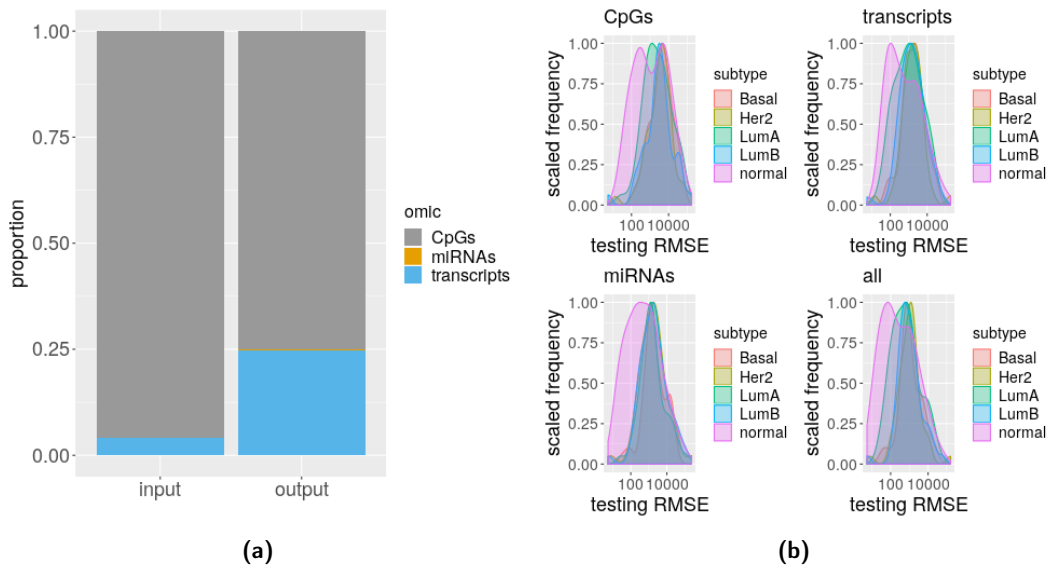 1.00
0.75
0.50
0.25
0.00
proportion
input output
omic
CpGs
miRNAs
transcripts
(a)
CpGs
1.00
0.75
0.50
0.25
0.00
scaled frequency
100 10000
testing RMSE
subtype
Basal
Her2
LumA
LumB
normal
transcripts
1.00
0.75
0.50
0.25
0.00
scaled frequency
100 10000
testing RMSE
subtype
Basal
Her2
LumA
LumB
normal
miRNAs
1.00
0.75
0.50
0.25
0.00
scaled frequency
100 10000
testing RMSE
subtype
Basal
Her2
LumA
LumB
normal
all
1.00
0.75
0.50
0.25
0.00
scaled frequency
100 10000
testing RMSE
subtype
Basal
Her2
LumA
LumB
normal
(b)